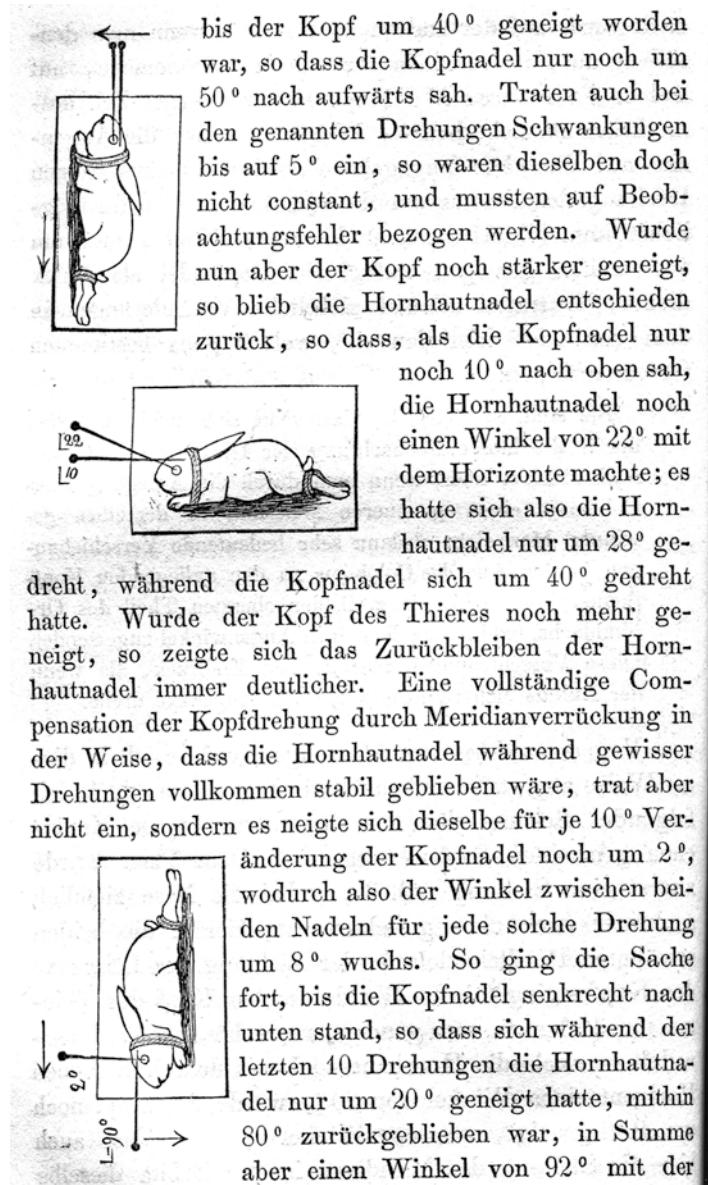 bis der Kopf um 40° geneigt worden
war, so dass die Kopfnadel nur noch um
50° nach aufwärts sah. Traten auch bei
den genannten Drehungen Schwankungen
bis auf 5° ein, so waren dieselben doch
nicht constant, und mussten auf Beob-
achtungsfehler bezogen werden. Wurde
nun aber der Kopf noch stärker geneigt,
so blieb die Hornhautnadel entschieden
zurück, so dass, als die Kopfnadel nur
noch 10° nach oben sah,
die Hornhautnadel noch
einen Winkel von 22° mit
dem Horizonte machte; es
hatte sich also die Horn-
hautnadel nur um 28° ge-
∟22
∟10
dreht, während die Kopfnadel sich um 40° gedreht
hatte. Wurde der Kopf des Thieres noch mehr ge-
neigt, so zeigte sich das Zurückbleiben der Horn-
hautnadel immer deutlicher. Eine vollständige Com-
pensation der Kopfdrehung durch Meridianverrückung in
der Weise, dass die Hornhautnadel während gewisser
Drehungen vollkommen stabil geblieben wäre, trat aber
nicht ein, sondern es neigte sich dieselbe für je 10° Ver-
änderung der Kopfnadel noch um 2°,
wodurch also der Winkel zwischen bei-
den Nadeln für jede solche Drehung
um 8° wuchs. So ging die Sache
fort, bis die Kopfnadel senkrecht nach
unten stand, so dass sich während der
letzten 10 Drehungen die Hornhautna-
del nur um 20° geneigt hatte, mithin
80° zurückgeblieben war, in Summe
aber einen Winkel von 92° mit der
2°
∟-90°